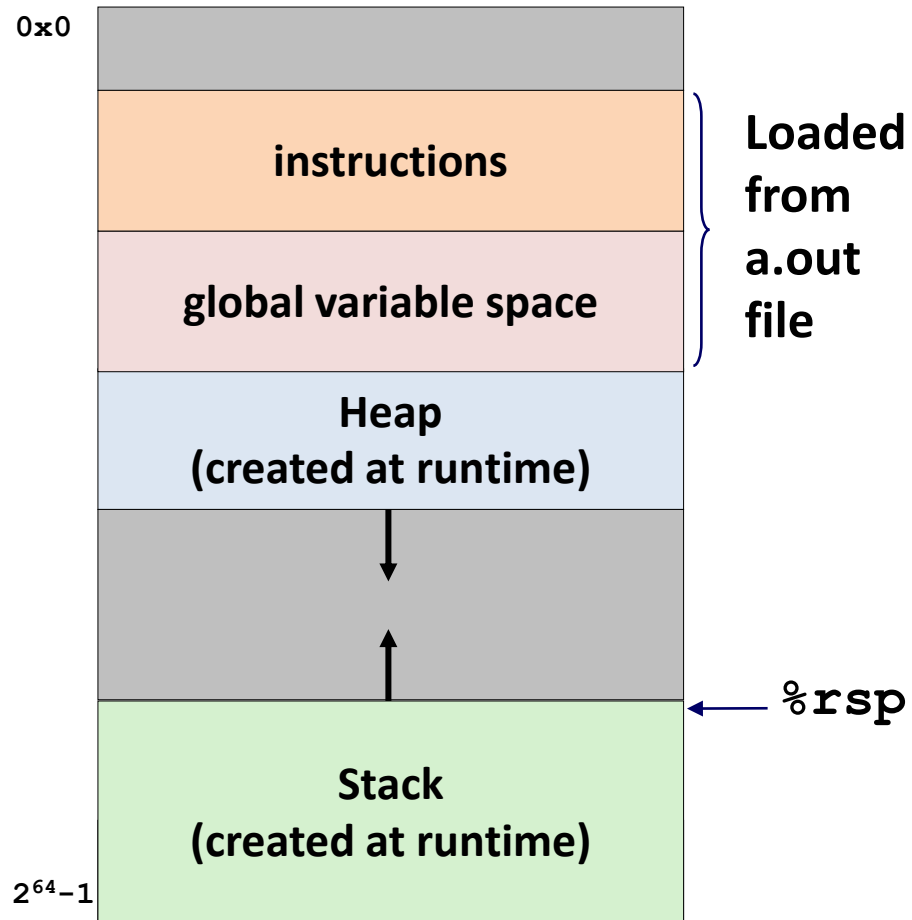 0x0
instructions
Loaded
from
a.out
file
global variable space
Heap
(created at runtime)
%rsp
Stack
(created at runtime)
2⁶⁴-1